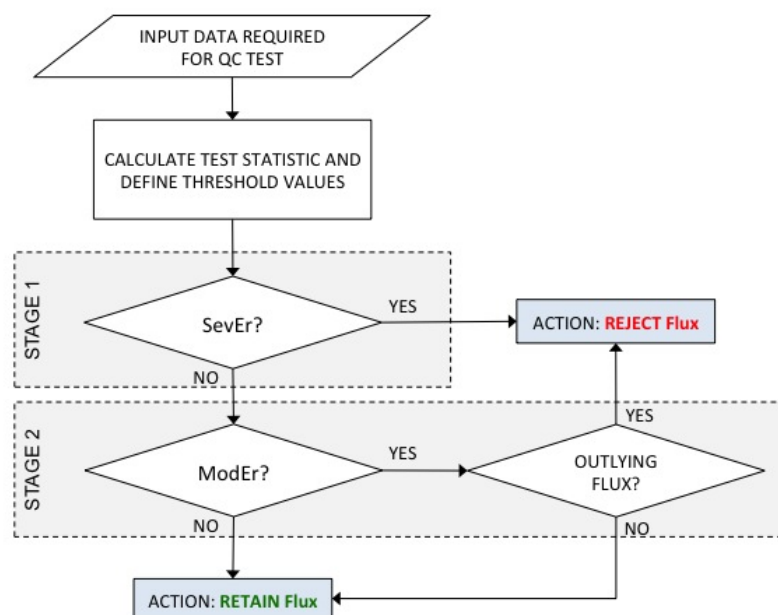 INPUT DATA REQUIRED
FOR QC TEST
CALCULATE TEST STATISTIC AND
DEFINE THRESHOLD VALUES
STAGE 1
SevEr?
YES
ACTION: REJECT Flux
NO
STAGE 2
ModEr?
YES
OUTLYING
FLUX?
YES
NO
NO
ACTION: RETAIN Flux